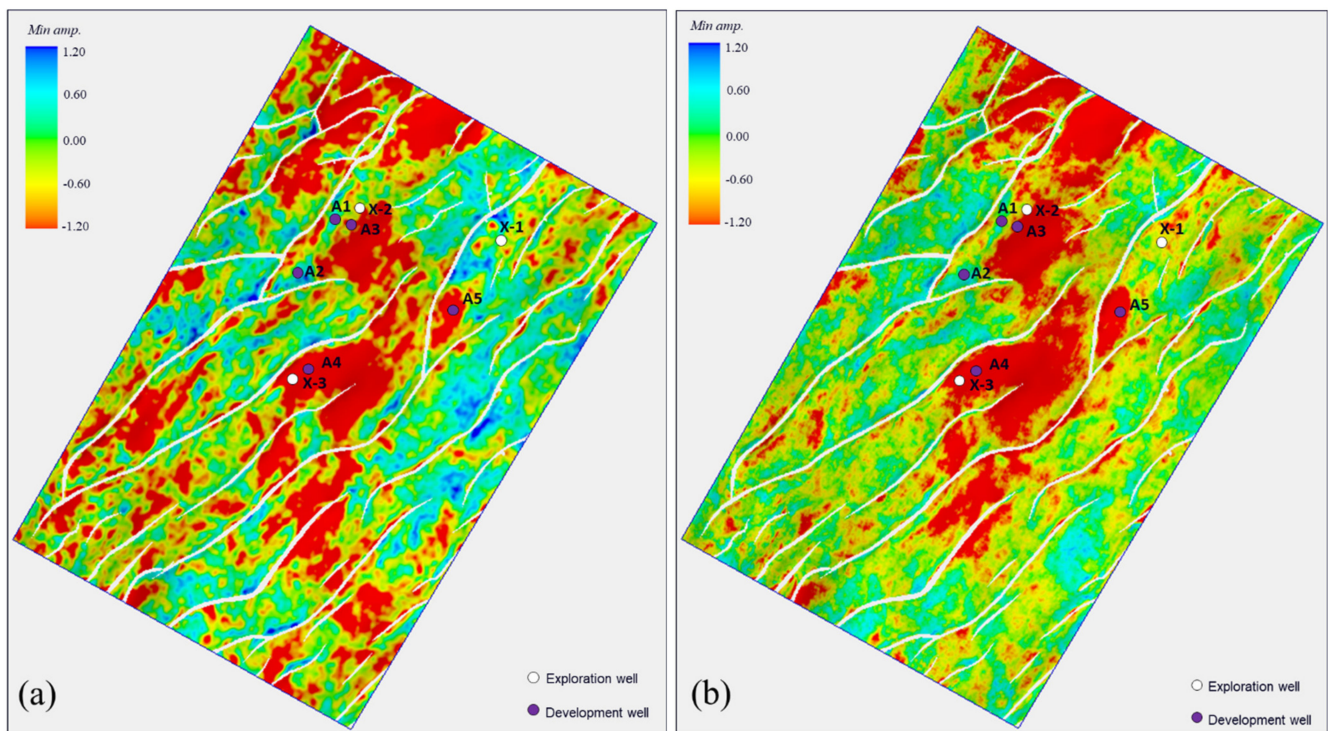 Min amp.
1.20
0.60
0.00
-0.60
-1.20
A1
X-2
A3
X-1
A2
A5
A4
X-3
(a)
Exploration well
Development well
Min amp.
1.20
0.60
0.00
-0.60
-1.20
A1
X-2
A3
X-1
A2
A5
A4
X-3
(b)
Exploration well
Development well